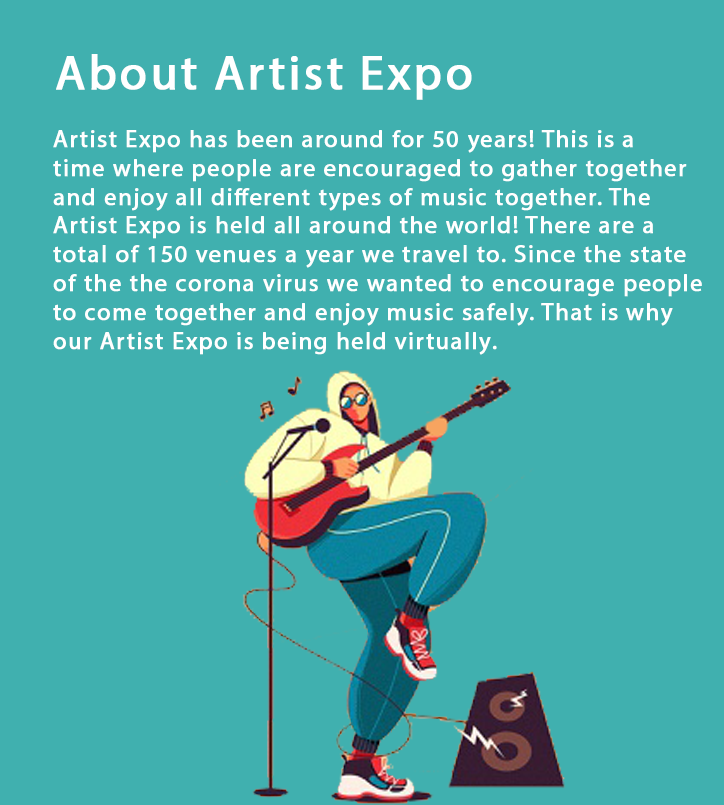 About Artist Expo
Artist Expo has been around for 50 years! This is a
time where people are encouraged to gather together
and enjoy all different types of music together. The
Artist Expo is held all around the world! There are a
total of 150 venues a year we travel to. Since the state
of the the corona virus we wanted to encourage people
to come together and enjoy music safely. That is why
our Artist Expo is being held virtually.